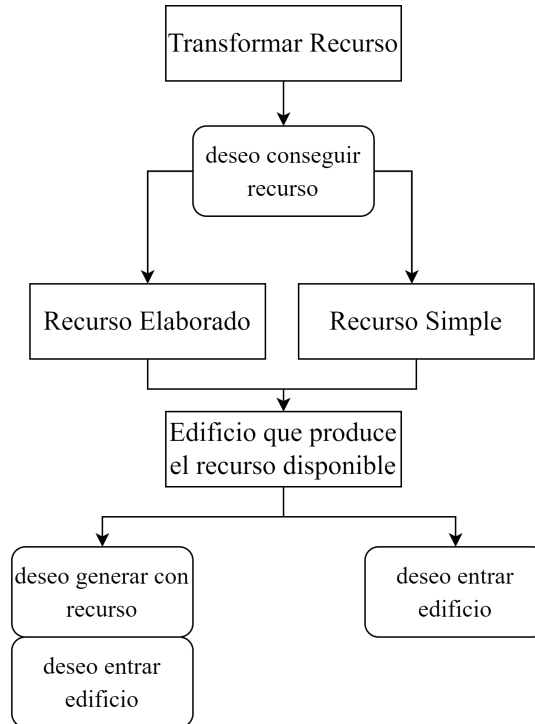 Transformar Recurso
deseo conseguir
recurso
Recurso Elaborado
Recurso Simple
Edificio que produce
el recurso disponible
deseo generar con
recurso
deseo entrar
edificio
deseo entrar
edificio